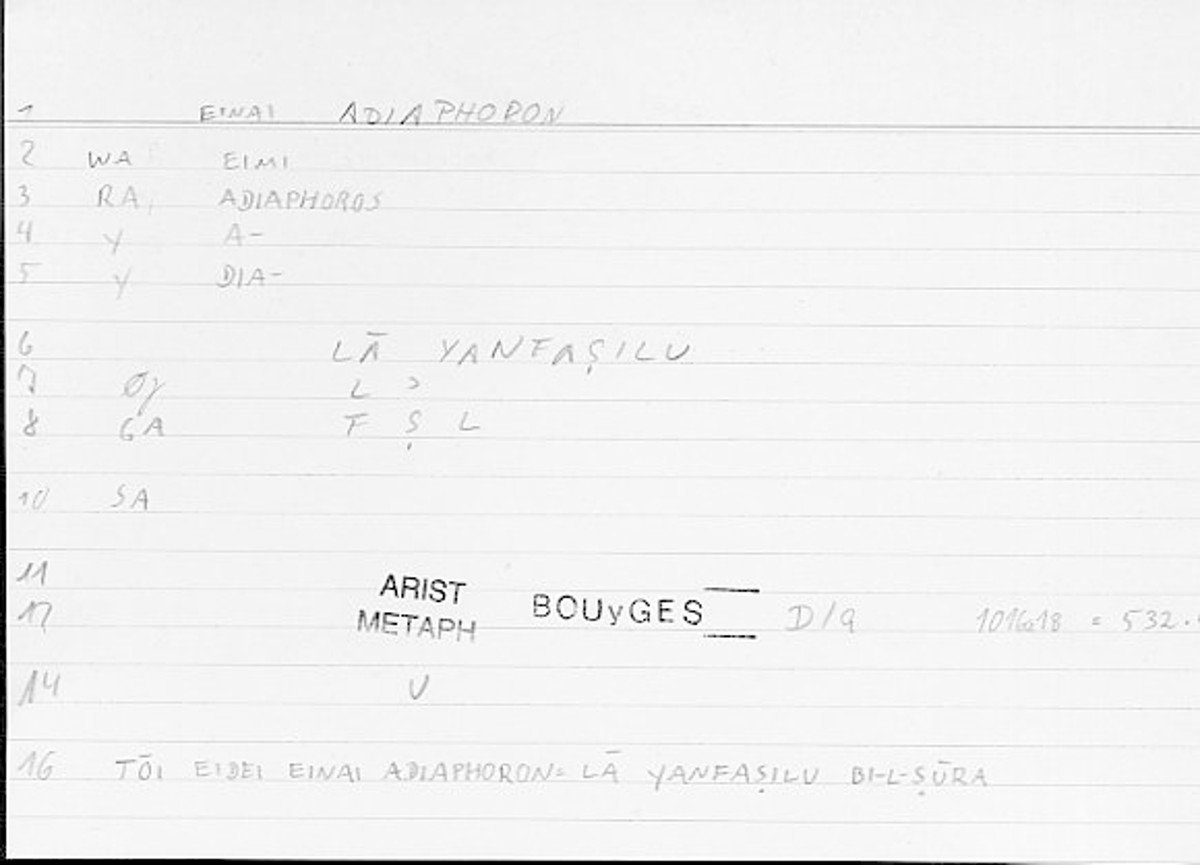 1 EINAI ADIAPHORON
2 WA EIMI
3 RA ADIAPHOROS
4 Y A-
5 Y DIA-
6 LĀ YANFAṢILU
7 L ʾ
8 GA F Ṣ L
10 SA
11 ARIST
12 METAPH BOUyGES D/a 1016a18 = 532.
14 V
16 TŌI EIDEI EINAI ADIAPHORON= LĀ YANFAṢILU BI-L-ṢŪRA